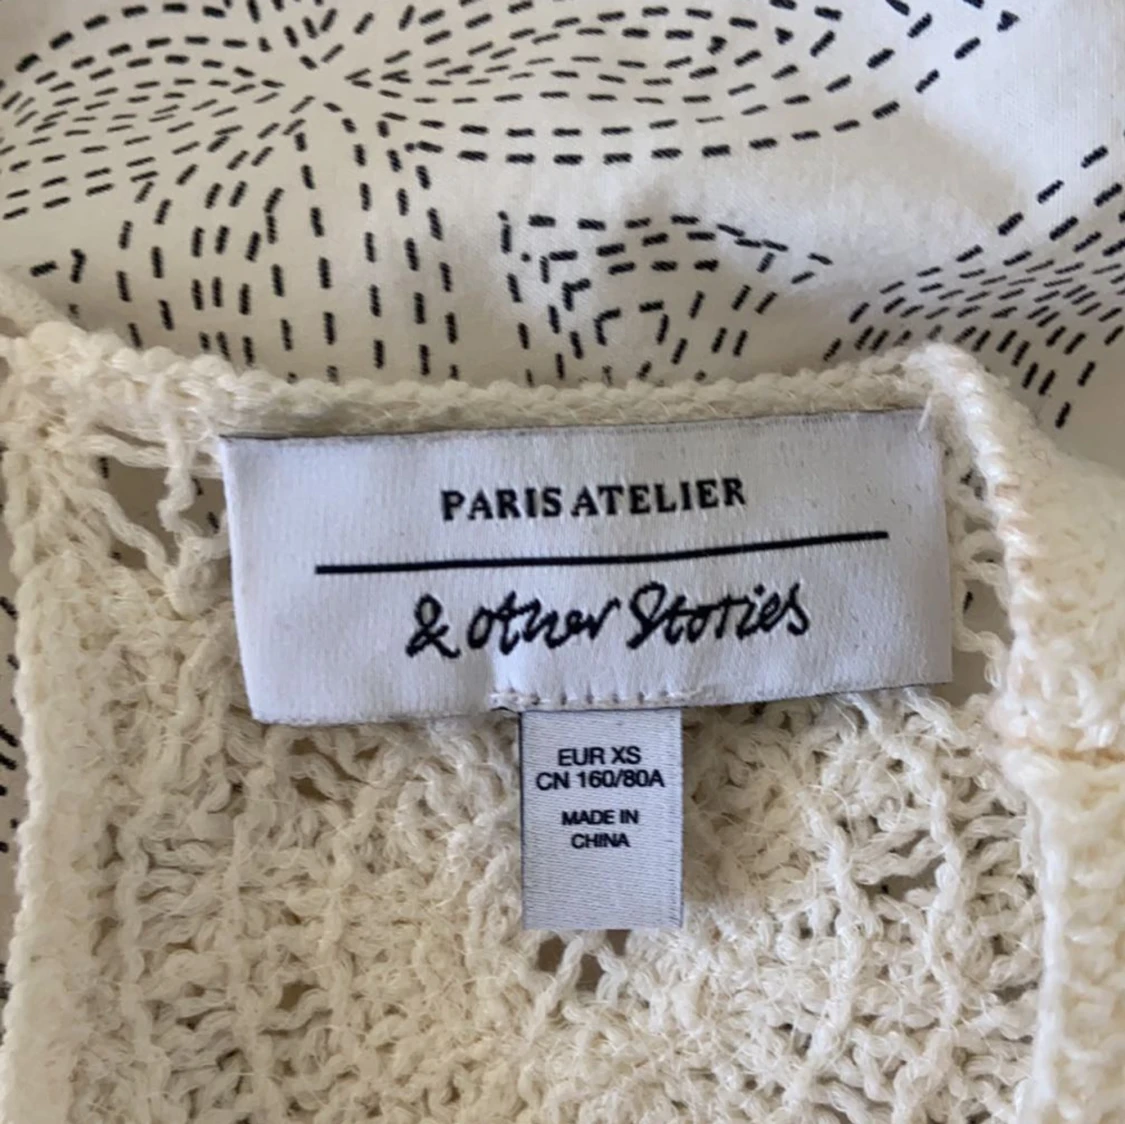 PARIS ATELIER
& other Stories
EUR XS
CN 160/80A
MADE IN
CHINA